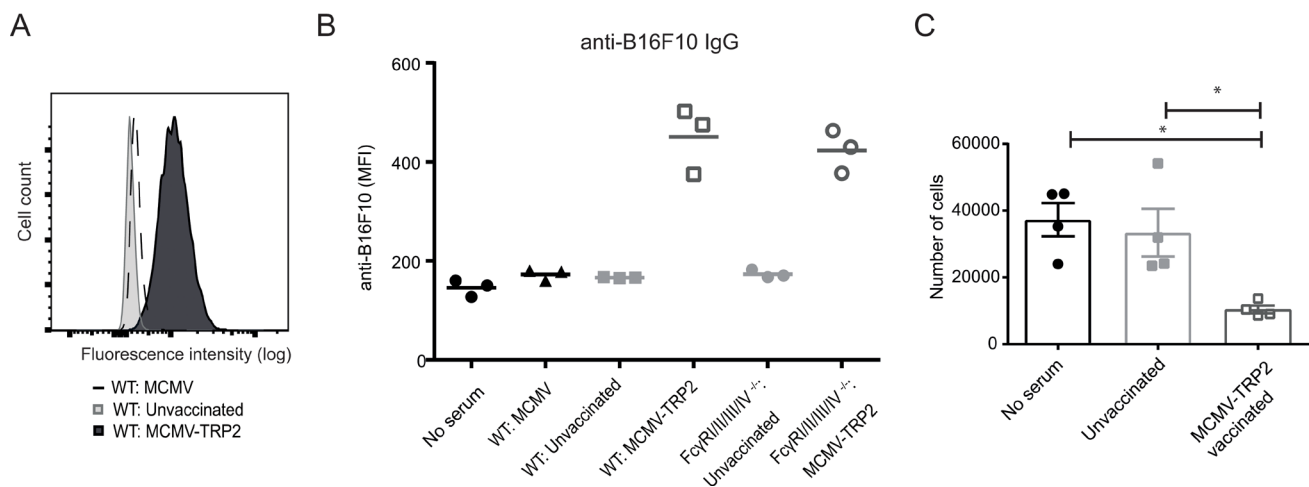 A
Cell count
Fluorescence intensity (log)
WT: MCMV
WT: Unvaccinated
WT: MCMV-TRP2
B
anti-B16F10 IgG
anti-B16F10 (MFI)
600
400
200
0
No serum
WT: MCMV
WT: Unvaccinated
WT: MCMV-TRP2
FcγRI/II/III/IV -/-:
Unvaccinated
FcγRI/II/III/IV -/-:
MCMV-TRP2
C
*
*
Number of cells
60000
40000
20000
0
No serum
Unvaccinated
MCMV-TRP2
vaccinated